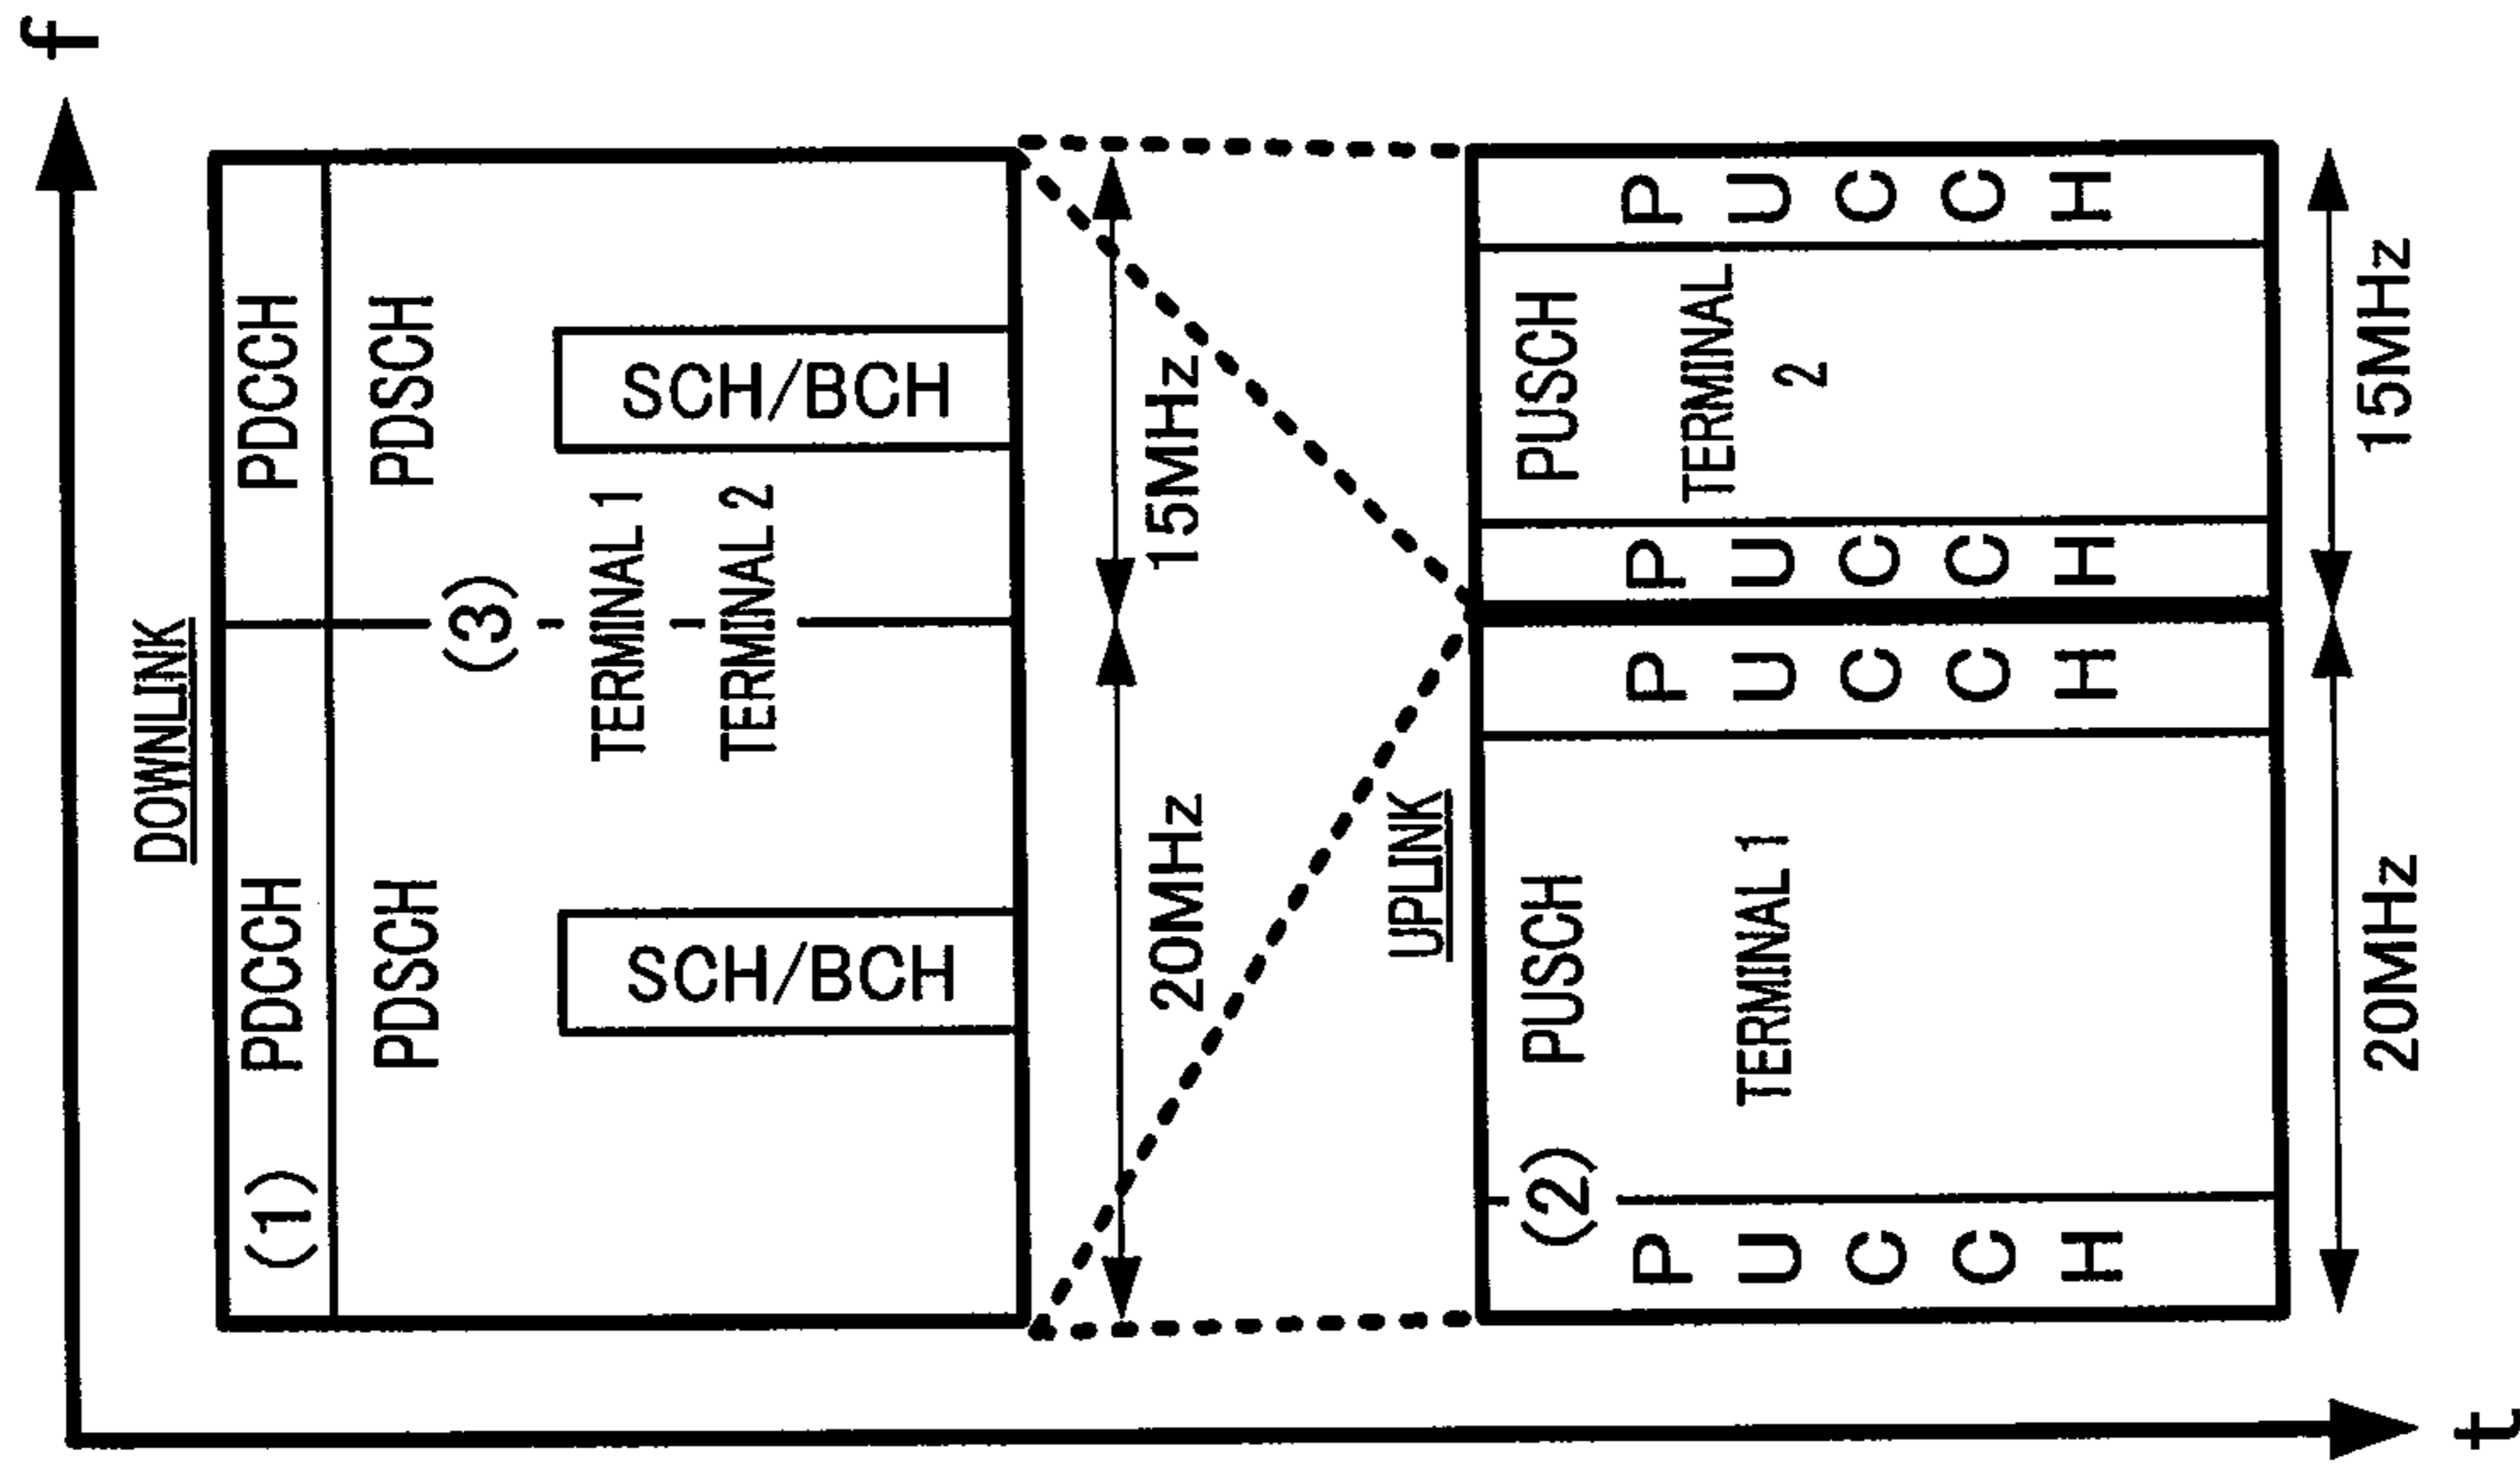 f
DOWNLINK
(1)
PDCCH
PDCCH
PDSCH
PDSCH
(3)
TERMINAL 1
TERMINAL 2
SCH/BCH
SCH/BCH
20MHz
15MHz
UPLINK
(2)
PUSCH
PUSCH
TERMINAL 1
TERMINAL
2
PUCCH
PUCCH
PUCCH
PUCCH
20MHz
15MHz
t